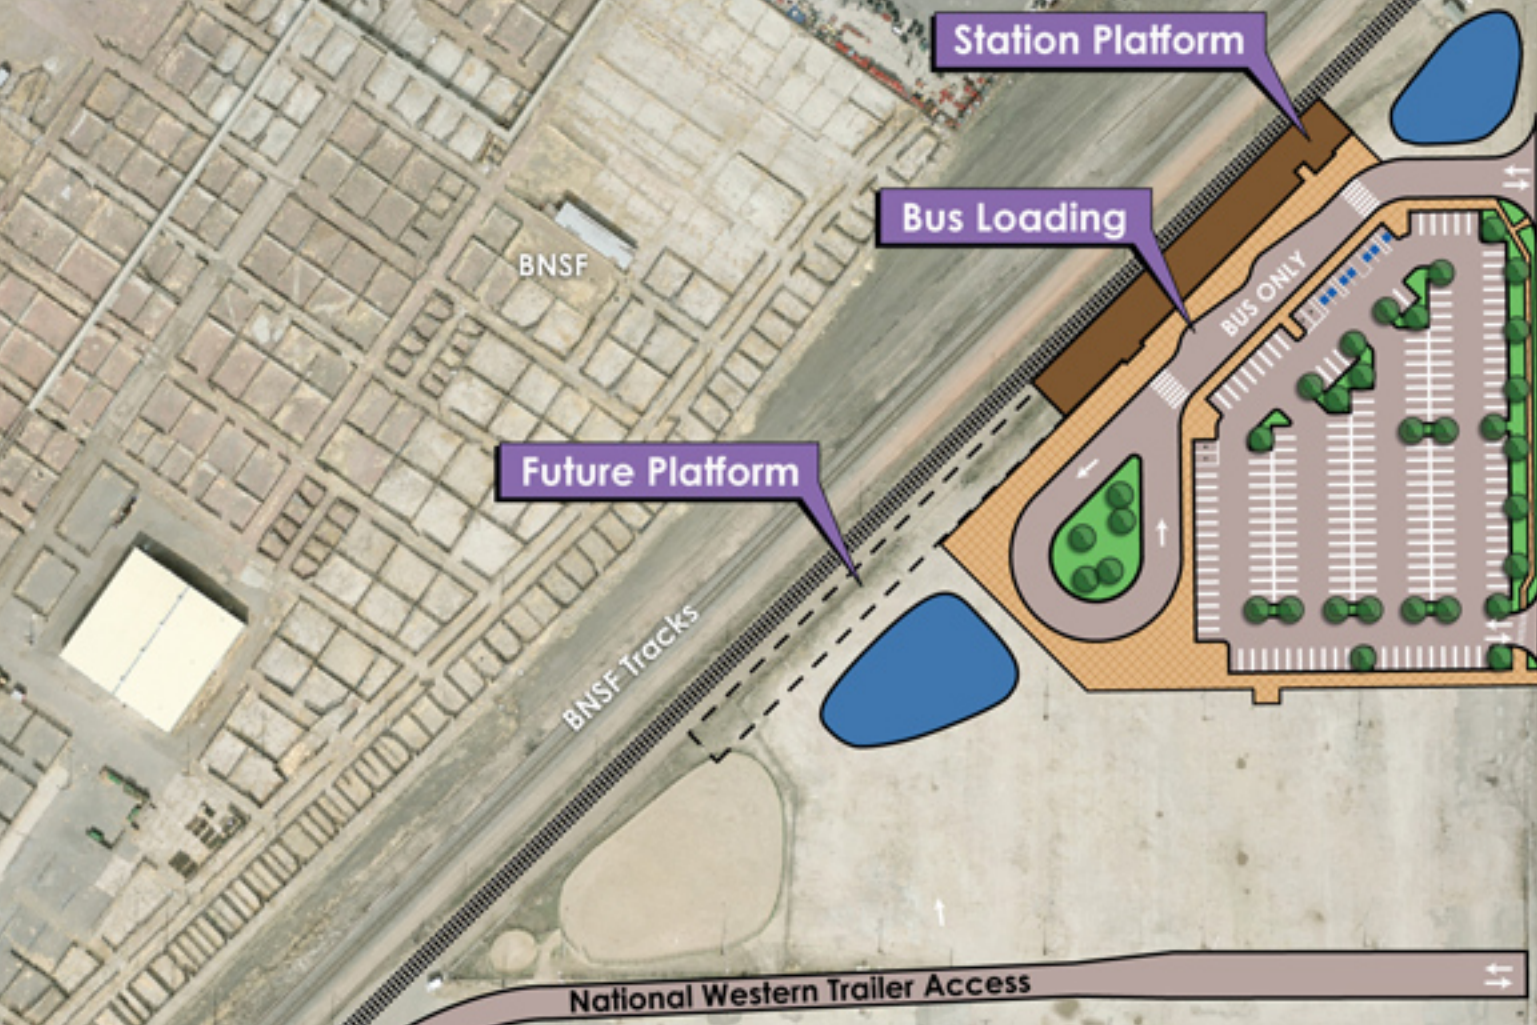 Station Platform
Bus Loading
BNSF
BUS ONLY
Future Platform
BNSF Tracks
National Western Trailer Access